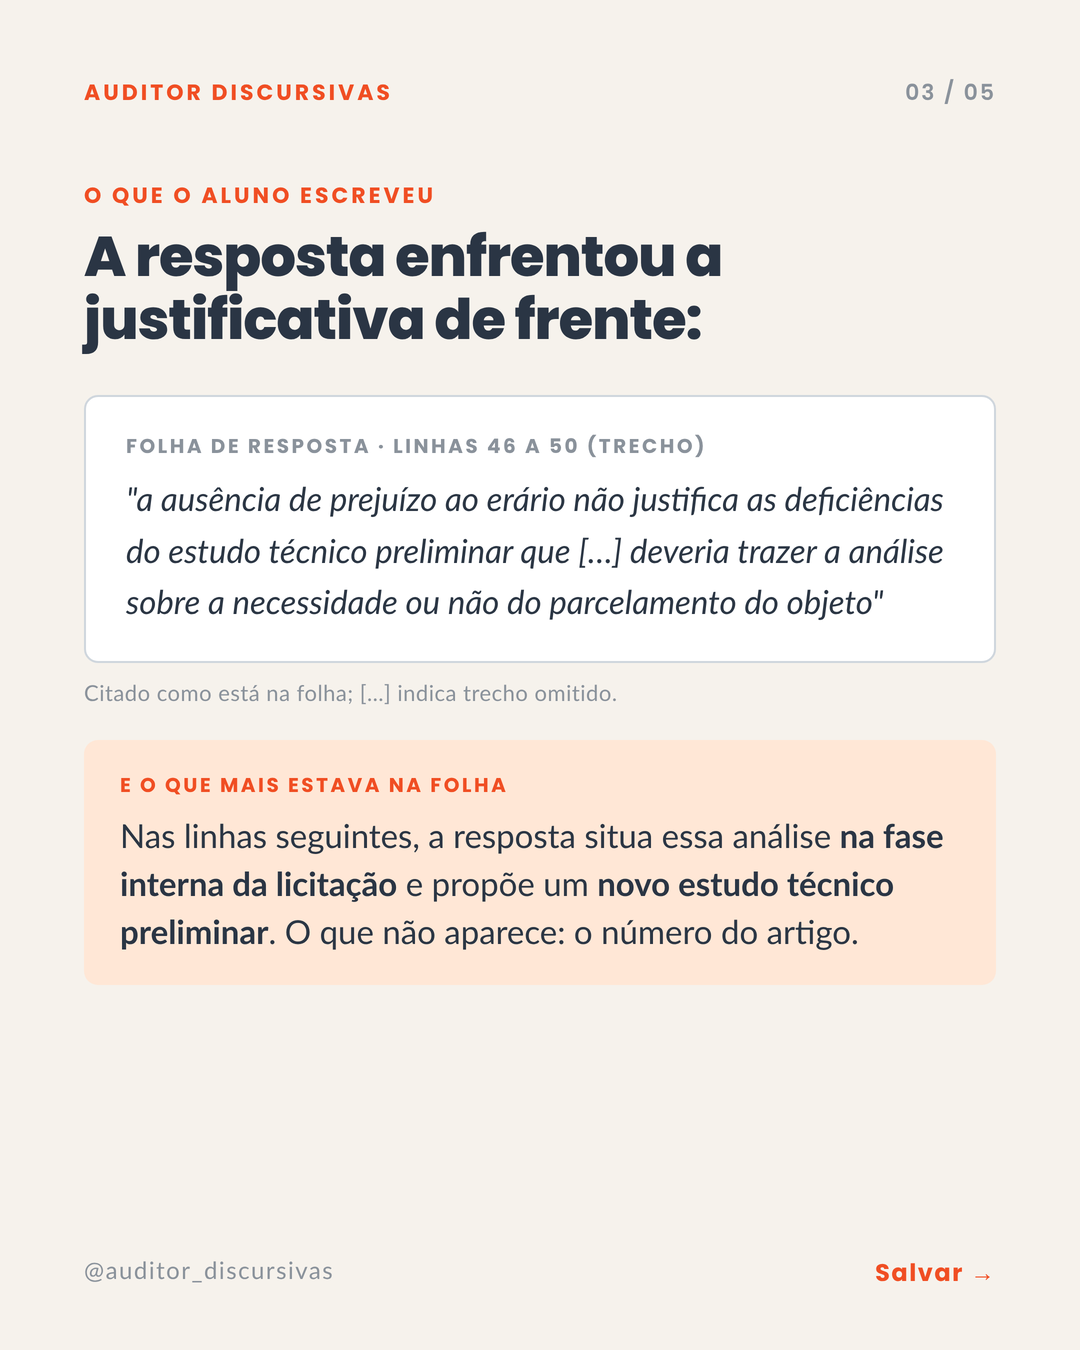 AUDITOR DISCURSIVAS
03 / 05
O QUE O ALUNO ESCREVEU
A resposta enfrentou a
justificativa de frente:
FOLHA DE RESPOSTA · LINHAS 46 A 50 (TRECHO)
"a ausência de prejuízo ao erário não justifica as deficiências
do estudo técnico preliminar que [...] deveria trazer a análise
sobre a necessidade ou não do parcelamento do objeto"
Citado como está na folha; [...] indica trecho omitido.
E O QUE MAIS ESTAVA NA FOLHA
Nas linhas seguintes, a resposta situa essa análise na fase
interna da licitação e propõe um novo estudo técnico
preliminar. O que não aparece: o número do artigo.
@auditor_discursivas
Salvar →